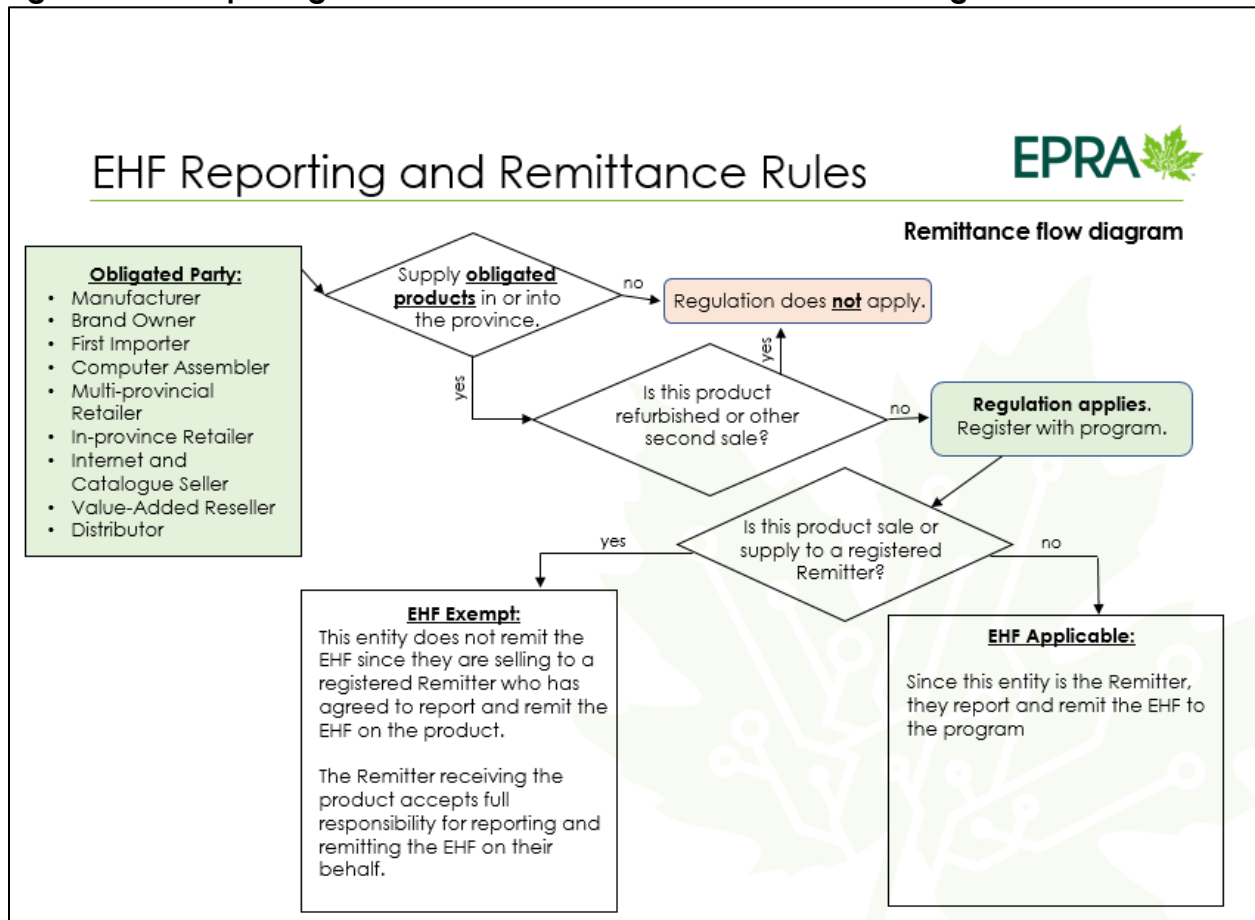 EHF Reporting and Remittance Rules
EPRA
Remittance flow diagram
Obligated Party:
• Manufacturer
• Brand Owner
• First Importer
• Computer Assembler
• Multi-provincial
Retailer
• In-province Retailer
• Internet and
Catalogue Seller
• Value-Added Reseller
• Distributor
Supply obligated
products in or into
the province.
no
Regulation does not apply.
yes
yes
Is this product
refurbished or other
second sale?
no
Regulation applies.
Register with program.
Is this product sale or
supply to a registered
Remitter?
yes
no
EHF Exempt:
This entity does not remit the
EHF since they are selling to a
registered Remitter who has
agreed to report and remit the
EHF on the product.
The Remitter receiving the
product accepts full
responsibility for reporting and
remitting the EHF on their
behalf.
EHF Applicable:
Since this entity is the Remitter,
they report and remit the EHF to
the program